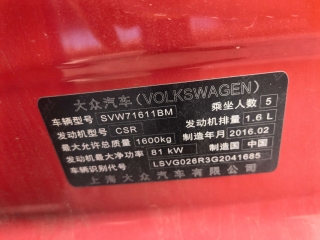 大众汽车(VOLKSWAGEN) 乘坐人数 5
车辆型号 SVW71611BM
发动机型号 CSR 发动机排量 1.6 L
最大允许总质量 1600kg 制造年月 2016.02
发动机最大净功率 81 kW 制造国 中国
车辆识别代号 LSVG026R3G2041685
上海大众汽车有限公司